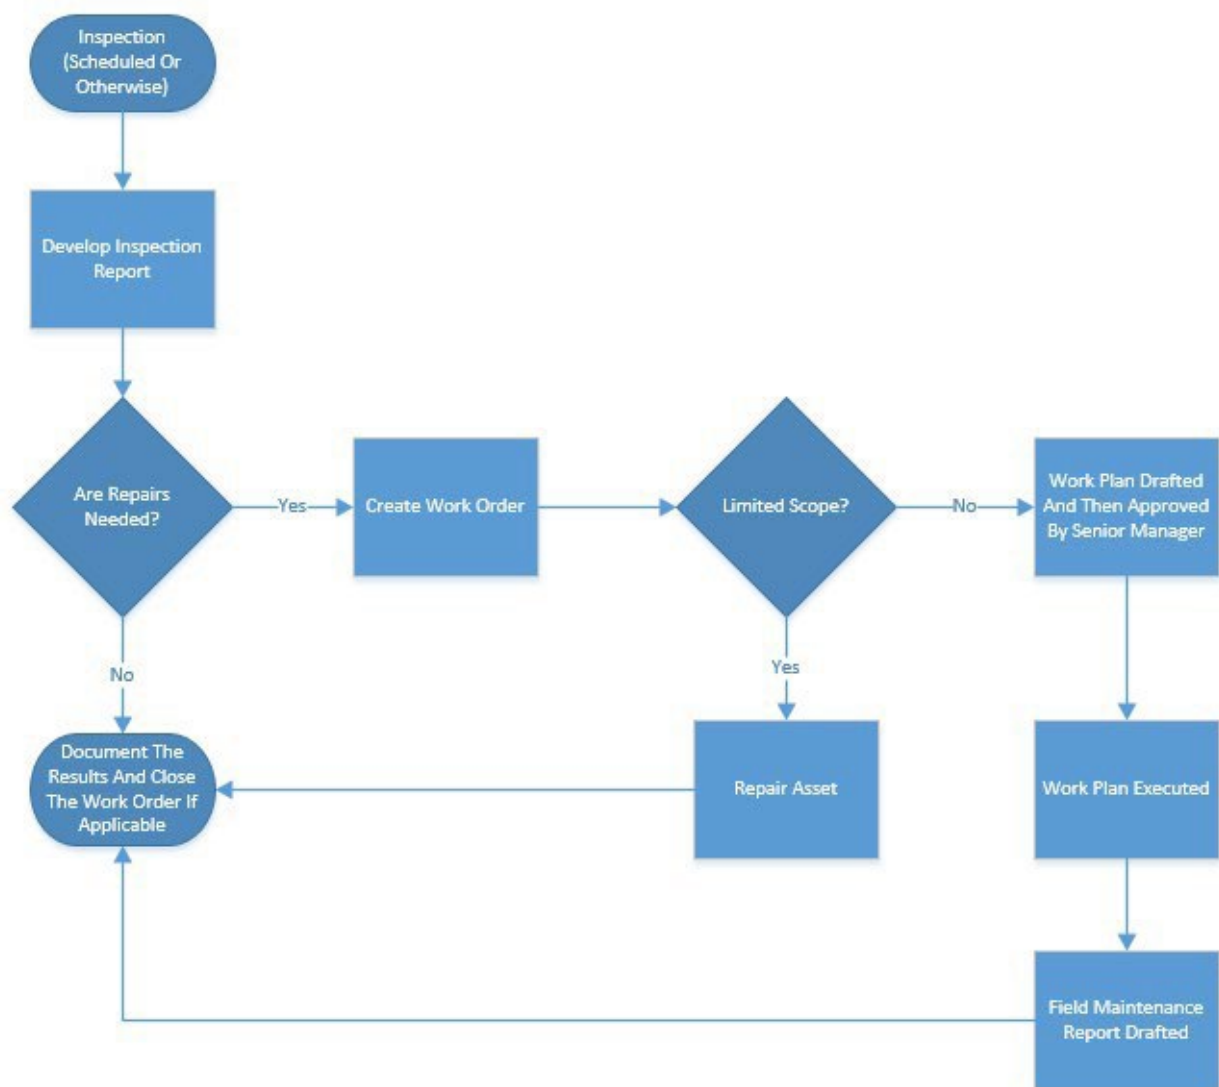 Inspection
(Scheduled Or
Otherwise)
Develop Inspection
Report
Are Repairs
Needed?
Yes
Create Work Order
Limited Scope?
No
Work Plan Drafted
And Then Approved
By Senior Manager
No
Yes
Document The
Results And Close
The Work Order If
Applicable
Repair Asset
Work Plan Executed
Field Maintenance
Report Drafted